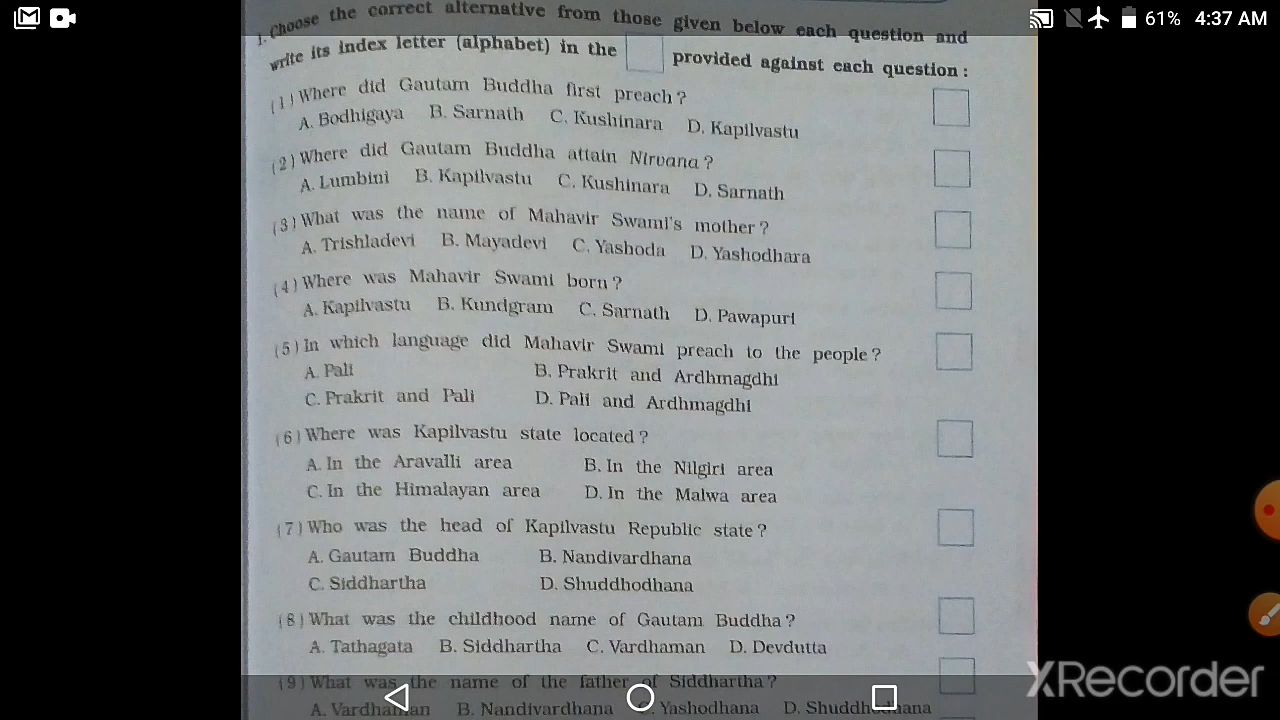 61% 4:37 AM
1. Choose the correct alternative from those given below each question and
write its index letter (alphabet) in the provided against each question :
(1) Where did Gautam Buddha first preach ?
A. Bodhigaya B. Sarnath C. Kushinara D. Kapilvastu
(2) Where did Gautam Buddha attain Nirvana ?
A. Lumbini B. Kapilvastu C. Kushinara D. Sarnath
(3) What was the name of Mahavir Swami's mother ?
A. Trishladevi B. Mayadevi C. Yashoda D. Yashodhara
(4) Where was Mahavir Swami born ?
A. Kapilvastu B. Kundgram C. Sarnath D. Pawapuri
(5) In which language did Mahavir Swami preach to the people ?
A. Pali B. Prakrit and Ardhmagdhi
C. Prakrit and Pali D. Pali and Ardhmagdhi
(6) Where was Kapilvastu state located ?
A. In the Aravalli area B. In the Nilgiri area
C. In the Himalayan area D. In the Malwa area
(7) Who was the head of Kapilvastu Republic state ?
A. Gautam Buddha B. Nandivardhana
C. Siddhartha D. Shuddhodhana
(8) What was the childhood name of Gautam Buddha ?
A. Tathagata B. Siddhartha C. Vardhaman D. Devdutta
(9) What was the name of the father of Siddhartha ?
A. Vardhaman B. Nandivardhana C. Yashodhana D. Shuddhodhana
XRecorder